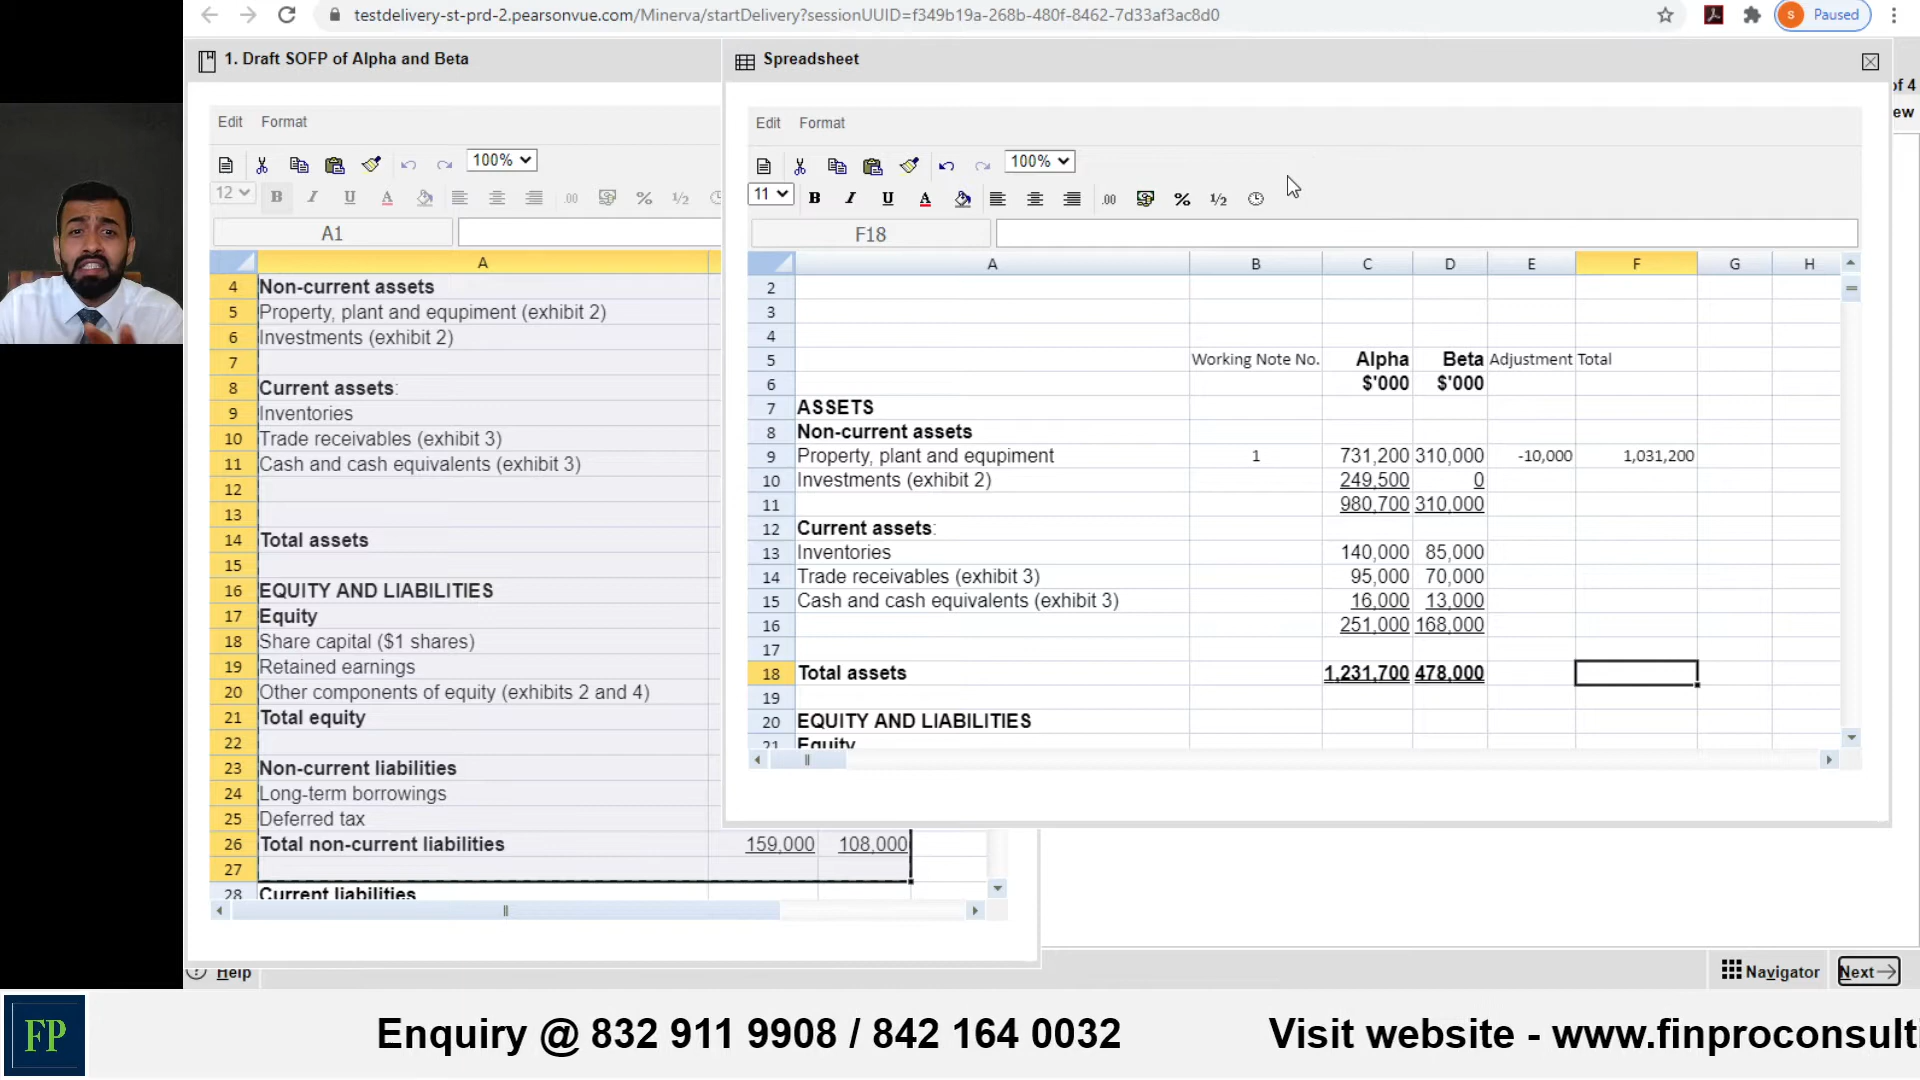 testdelivery-st-prd-2.pearsonvue.com/Minerva/startDelivery?sessionUUID=f349b19a-268b-480f-8462-7d33af3ac8d0
S Paused
1. Draft SOFP of Alpha and Beta
Edit Format
100%
12 B I U A .00 % 1/2
A1
A
4 Non-current assets
5 Property, plant and equpiment (exhibit 2)
6 Investments (exhibit 2)
7
8 Current assets:
9 Inventories
10 Trade receivables (exhibit 3)
11 Cash and cash equivalents (exhibit 3)
12
13
14 Total assets
15
16 EQUITY AND LIABILITIES
17 Equity
18 Share capital ($1 shares)
19 Retained earnings
20 Other components of equity (exhibits 2 and 4)
21 Total equity
22
23 Non-current liabilities
24 Long-term borrowings
25 Deferred tax
26 Total non-current liabilities 159,000 108,000
27
28 Current liabilities
Spreadsheet
Edit Format
100%
11 B I U A .00 % 1/2
F18
A B C D E F G H
2
3
4
5 Working Note No. Alpha Beta Adjustment Total
6 $'000 $'000
7 ASSETS
8 Non-current assets
9 Property, plant and equpiment 1 731,200 310,000 -10,000 1,031,200
10 Investments (exhibit 2) 249,500 0
11 980,700 310,000
12 Current assets:
13 Inventories 140,000 85,000
14 Trade receivables (exhibit 3) 95,000 70,000
15 Cash and cash equivalents (exhibit 3) 16,000 13,000
16 251,000 168,000
17
18 Total assets 1,231,700 478,000
19
20 EQUITY AND LIABILITIES
21 Equity
of 4
ew
Help
Navigator Next
FP
Enquiry @ 832 911 9908 / 842 164 0032
Visit website - www.finproconsulti